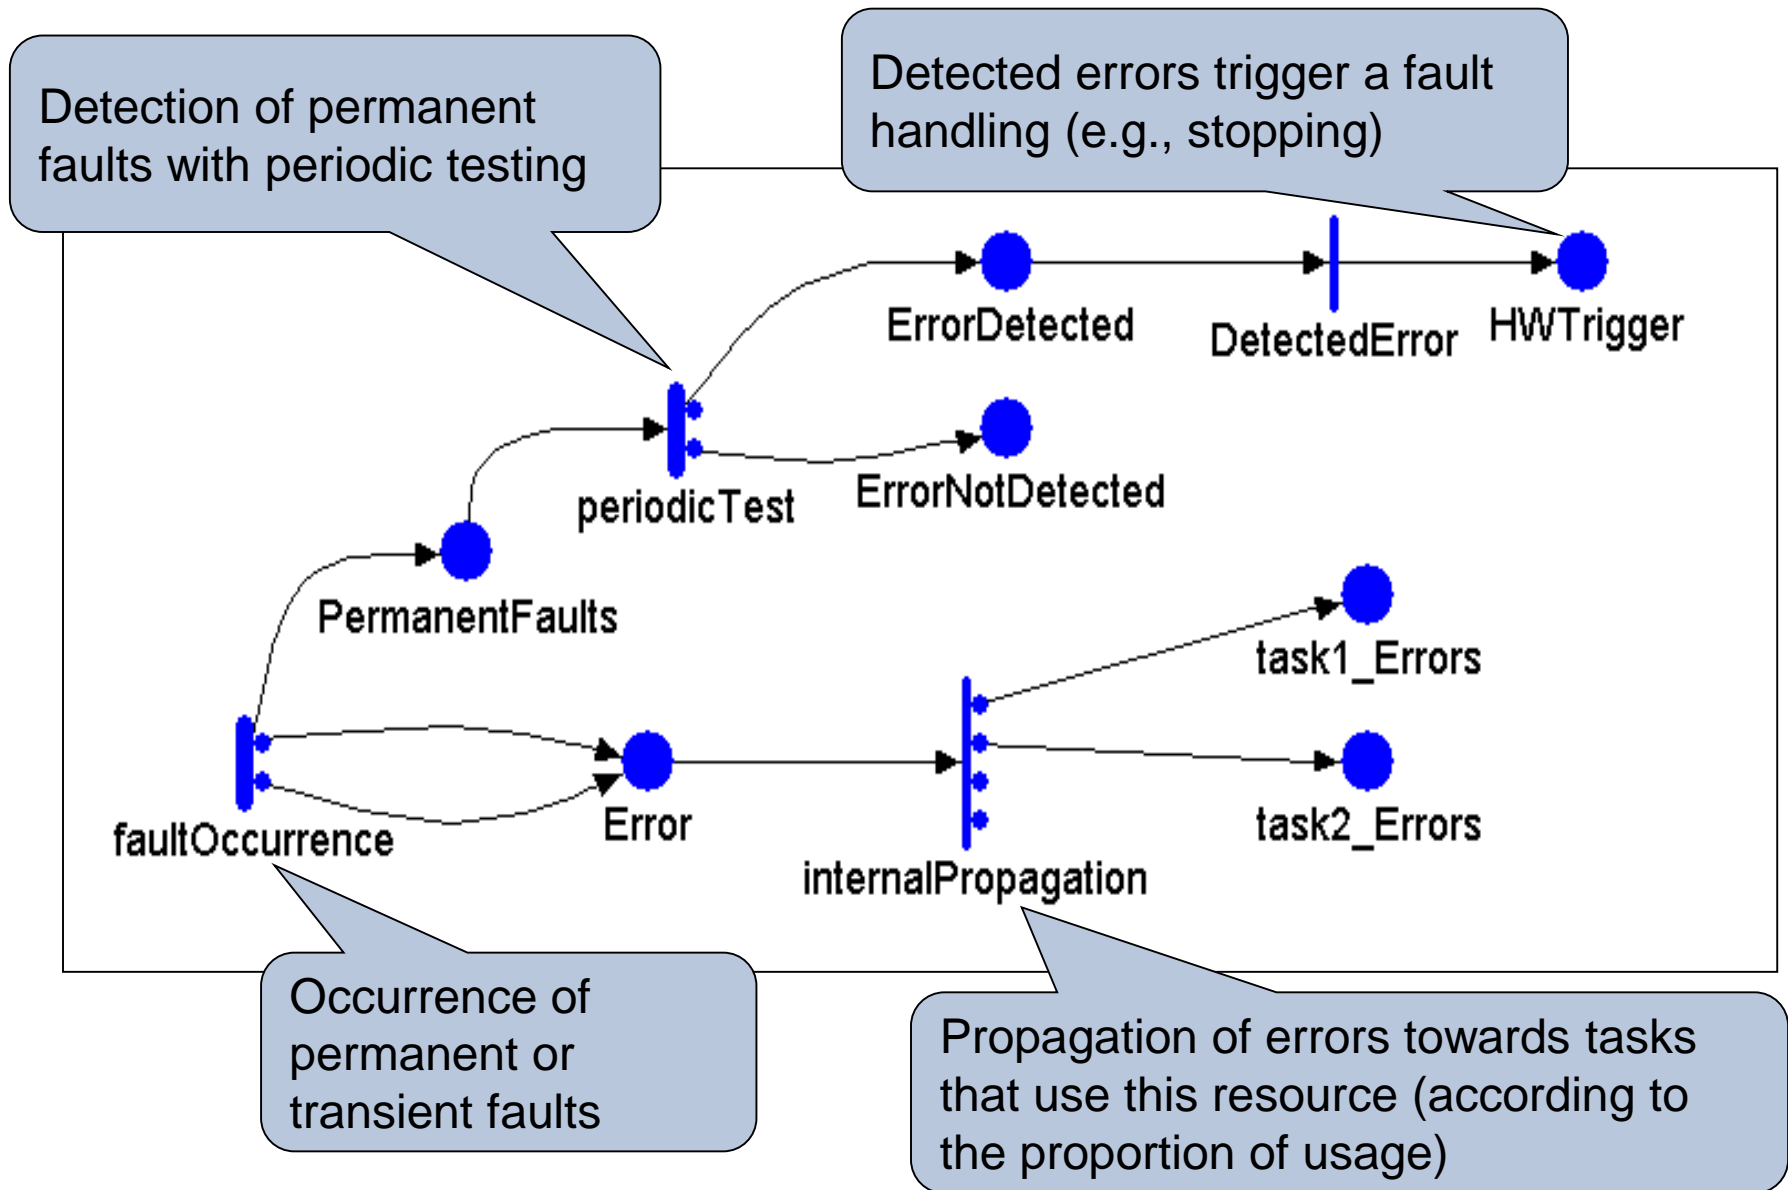 Detection of permanent
faults with periodic testing
Detected errors trigger a fault
handling (e.g., stopping)
ErrorDetected
DetectedError
HWTrigger
periodicTest
ErrorNotDetected
PermanentFaults
task1_Errors
faultOccurrence
Error
internalPropagation
task2_Errors
Occurrence of
permanent or
transient faults
Propagation of errors towards tasks
that use this resource (according to
the proportion of usage)